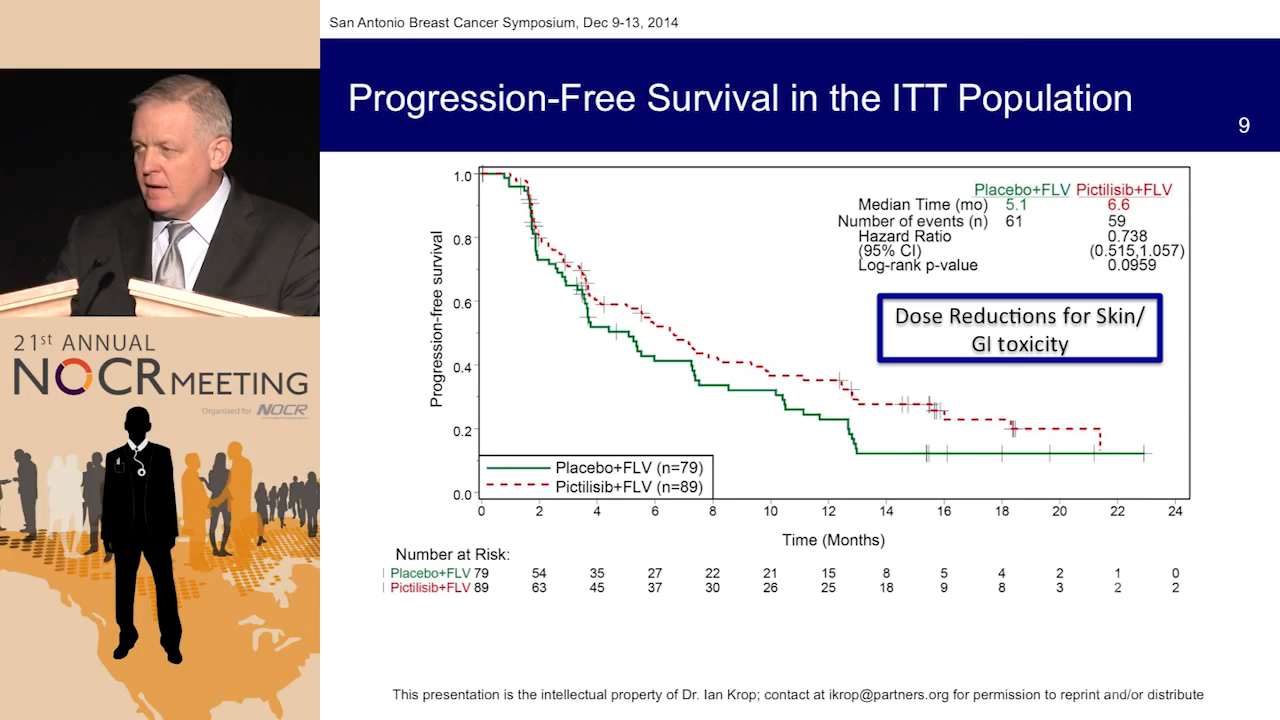 San Antonio Breast Cancer Symposium, Dec 9-13, 2014
Progression-Free Survival in the ITT Population
9
21st ANNUAL
NOCR MEETING
Organized for NOCR
Progression-free survival
1.0
0.8
0.6
0.4
0.2
0.0
Placebo+FLV Pictilisib+FLV
Median Time (mo) 5.1 6.6
Number of events (n) 61 59
Hazard Ratio 0.738
(95% CI) (0.515,1.057)
Log-rank p-value 0.0959
Dose Reductions for Skin/
GI toxicity
Placebo+FLV (n=79)
Pictilisib+FLV (n=89)
0 2 4 6 8 10 12 14 16 18 20 22 24
Time (Months)
Number at Risk:
Placebo+FLV 79 54 35 27 22 21 15 8 5 4 2 1 0
Pictilisib+FLV 89 63 45 37 30 26 25 18 9 8 3 2 2
This presentation is the intellectual property of Dr. Ian Krop; contact at ikrop@partners.org for permission to reprint and/or distribute